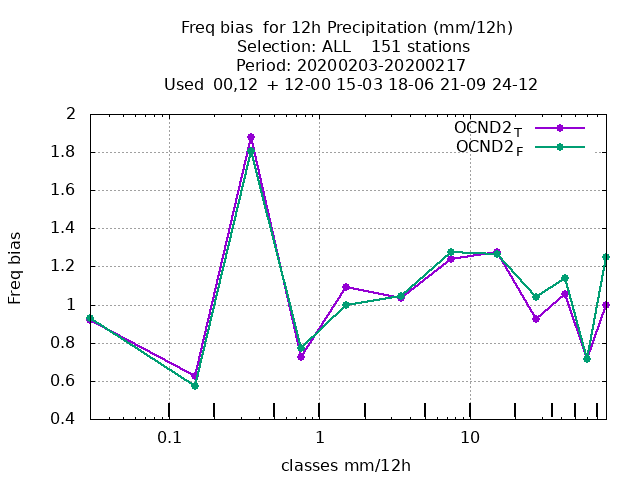 Freq bias  for 12h Precipitation (mm/12h)
Selection: ALL    151 stations
Period: 20200203-20200217
Used  00,12  + 12-00 15-03 18-06 21-09 24-12
OCND2T
OCND2F
2
1.8
1.6
1.4
1.2
1
0.8
0.6
0.4
Freq bias
0.1 1 10
classes mm/12h